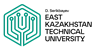 D. Serikbayev
EAST
KAZAKHSTAN
TECHNICAL
UNIVERSITY